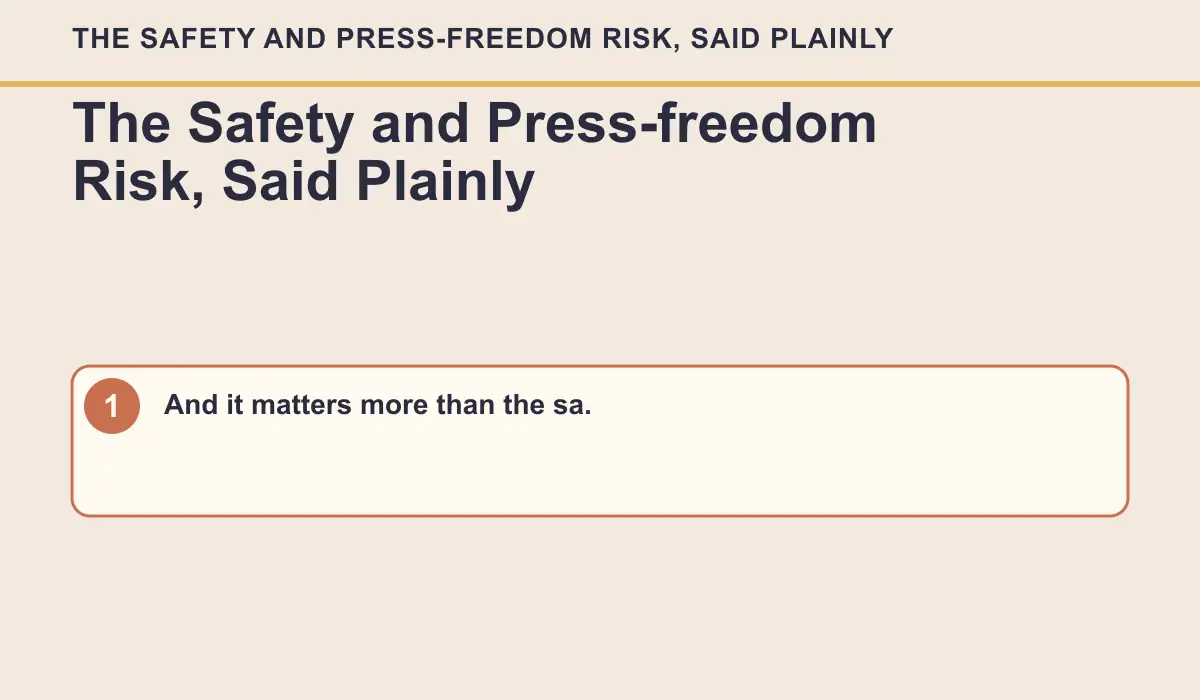 THE SAFETY AND PRESS-FREEDOM RISK, SAID PLAINLY
The Safety and Press-freedom
Risk, Said Plainly
1 And it matters more than the sa.